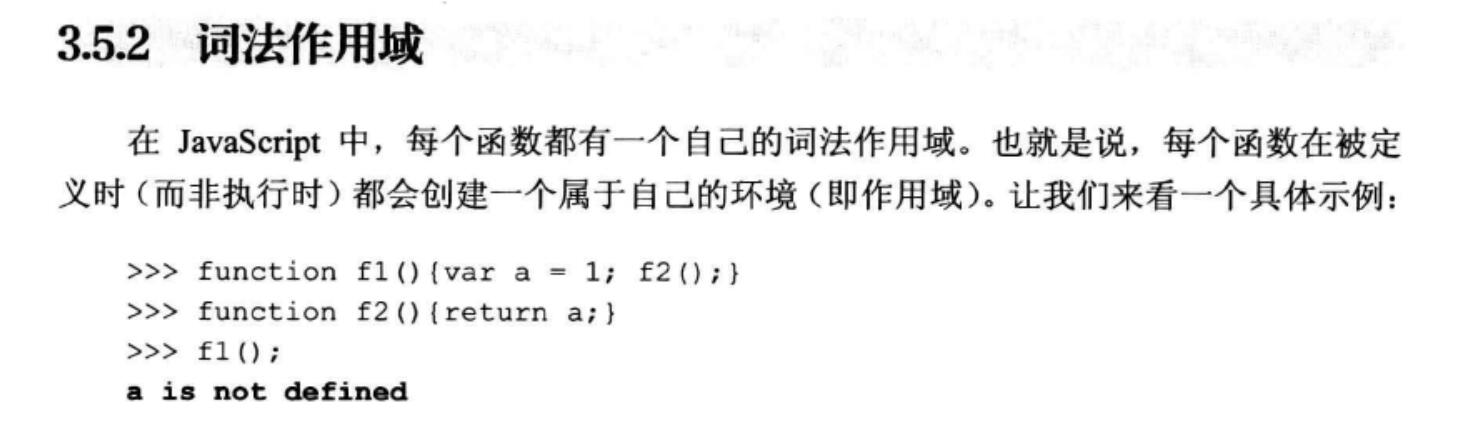 3.5.2 词法作用域
在 JavaScript 中，每个函数都有一个自己的词法作用域。也就是说，每个函数在被定
义时（而非执行时）都会创建一个属于自己的环境（即作用域）。让我们来看一个具体示例：
>>> function f1(){var a = 1; f2();}
>>> function f2(){return a;}
>>> f1();
a is not defined